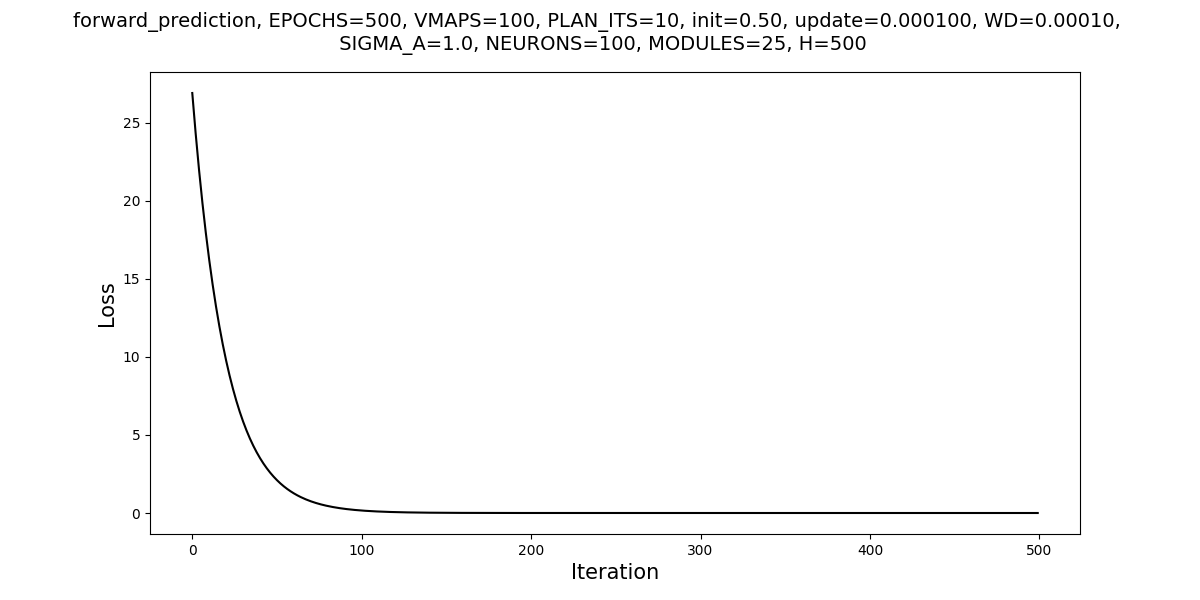 forward_prediction, EPOCHS=500, VMAPS=100, PLAN_ITS=10, init=0.50, update=0.000100, WD=0.00010,
SIGMA_A=1.0, NEURONS=100, MODULES=25, H=500
25
20
15
10
5
0
Loss
0 100 200 300 400 500
Iteration